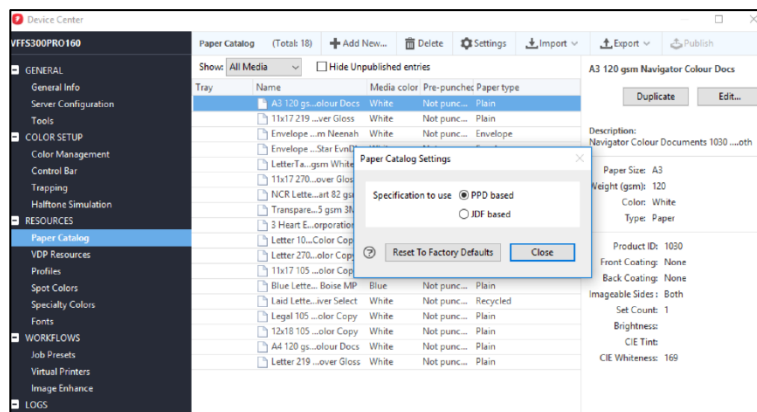 Device Center
VFFS300PRO160
GENERAL
General Info
Server Configuration
Tools
COLOR SETUP
Color Management
Control Bar
Trapping
Halftone Simulation
RESOURCES
Paper Catalog
VDP Resources
Profiles
Spot Colors
Specialty Colors
Fonts
WORKFLOWS
Job Presets
Virtual Printers
Image Enhance
LOGS
Paper Catalog (Total: 18) Add New... Delete Settings Import Export Publish
Show: All Media Hide Unpublished entries
Tray Name Media color Pre-punched Paper type
A3 120 gs...olour Docs White Not punc... Plain
11x17 219 ...ver Gloss White Not punc... Plain
Envelope ...m Neenah White Not punc... Envelope
Envelope ...Star EvnD
LetterTa...gsm White
11x17 270...over Glos
NCR Lette...art 82 gs
Transpare...5 gsm 3M
3 Heart E...orporation
Letter 10...Color Cop
Letter 270...olor Cop
11x17 105 ...olor Cop
Blue Lette... Boise MP Blue Not punc... Plain
Laid Lette...iver Select White Not punc... Recycled
Legal 105 ...olor Copy White Not punc... Plain
12x18 105 ...olor Copy White Not punc... Plain
A4 120 gs...olour Docs White Not punc... Plain
Letter 219 ...over Gloss White Not punc... Plain
Paper Catalog Settings
Specification to use PPD based
JDF based
Reset To Factory Defaults Close
A3 120 gsm Navigator Colour Docs
Duplicate Edit...
Description:
Navigator Colour Documents 1030 ....oth
Paper Size: A3
Weight (gsm): 120
Color: White
Type: Paper
Product ID: 1030
Front Coating: None
Back Coating: None
Imageable Sides: Both
Set Count: 1
Brightness:
CIE Tint:
CIE Whiteness: 169